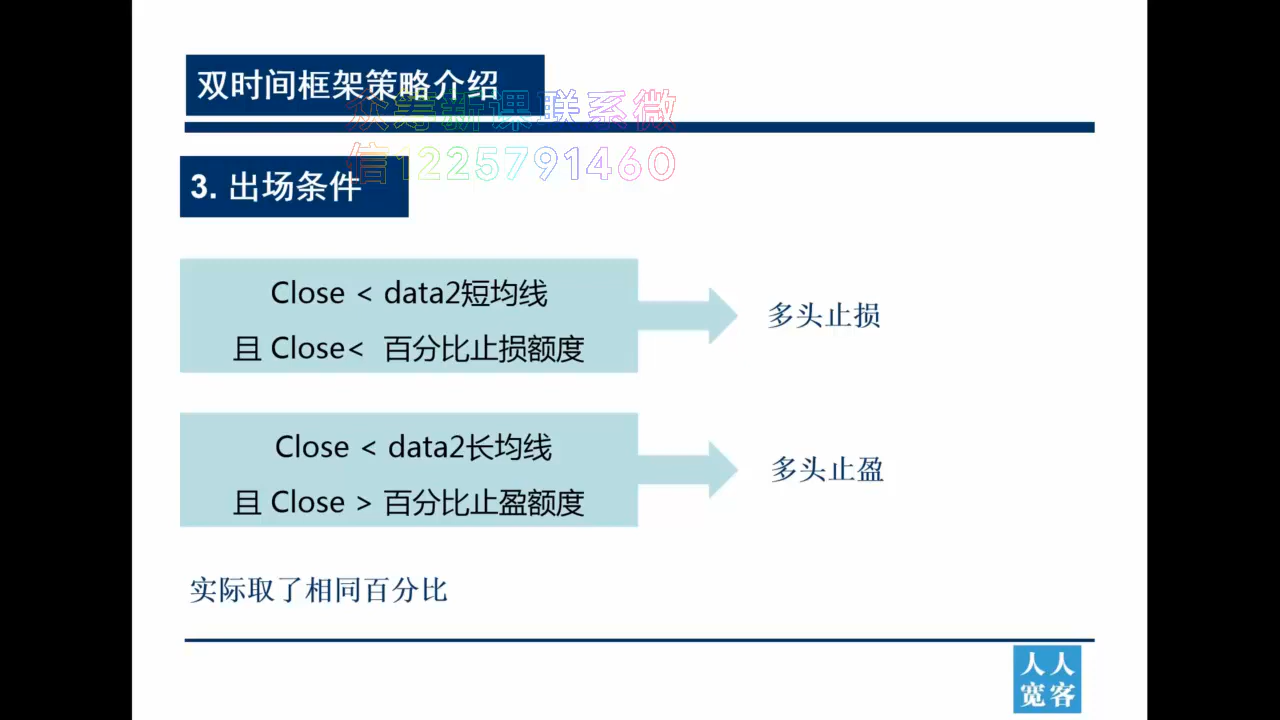 双时间框架策略介绍
众筹新课联系微
信1225791460
3. 出场条件
Close < data2短均线
且 Close< 百分比止损额度
多头止损
Close < data2长均线
且 Close > 百分比止盈额度
多头止盈
实际取了相同百分比
人人
宽客